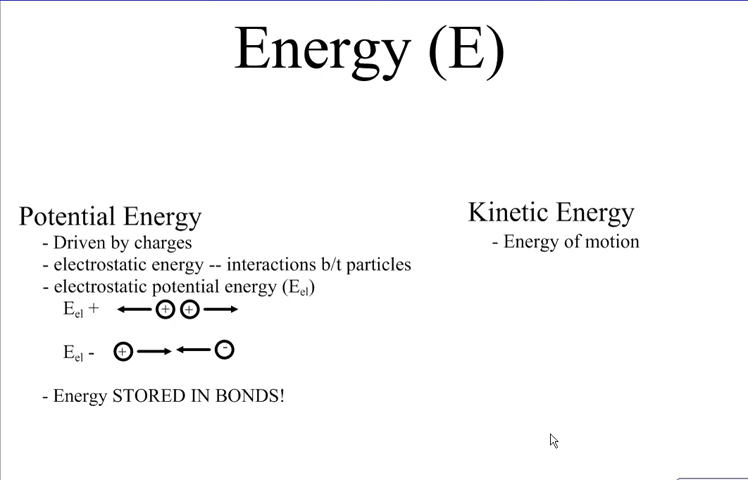 Energy (E)
Potential Energy
- Driven by charges
- electrostatic energy -- interactions b/t particles
- electrostatic potential energy (Eel)
Eel + + +
Eel - + -
- Energy STORED IN BONDS!
Kinetic Energy
- Energy of motion